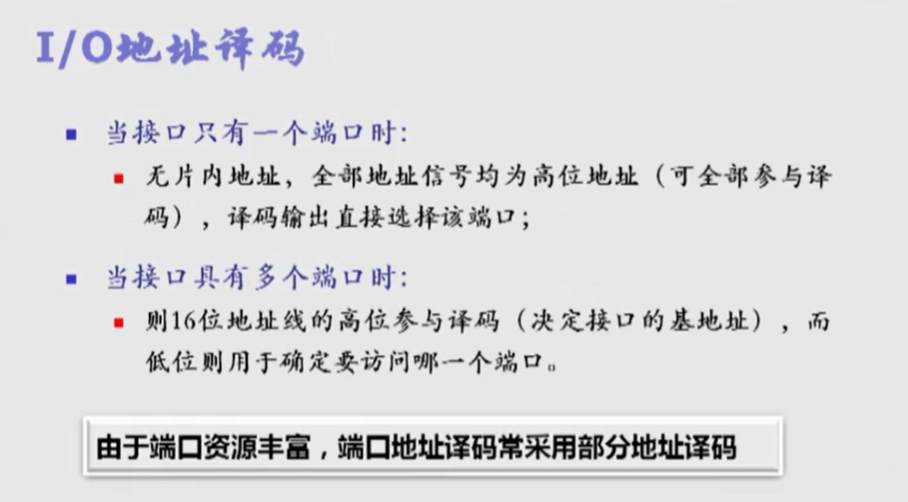 I/O地址译码
当接口只有一个端口时:
无片内地址，全部地址信号均为高位地址（可全部参与译
码），译码输出直接选择该端口；
当接口具有多个端口时:
则16位地址线的高位参与译码（决定接口的基地址），而
低位则用于确定要访问哪一个端口。
由于端口资源丰富，端口地址译码常采用部分地址译码